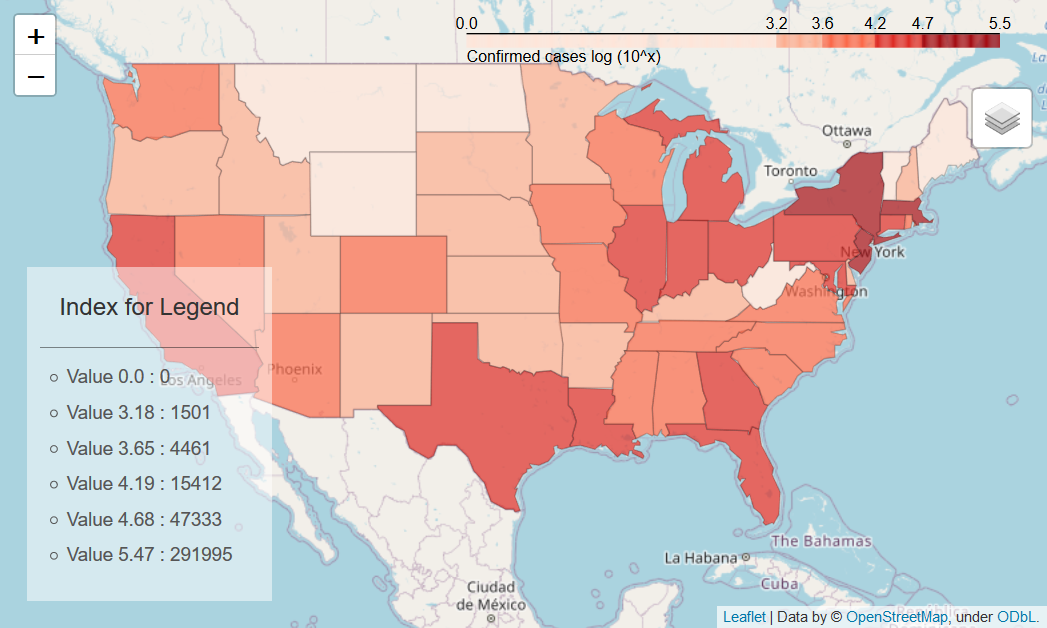 +
−
0.0 3.2 3.6 4.2 4.7 5.5
Confirmed cases log (10^x)
Ottawa
Toronto
New York
Washington
Index for Legend
Phoenix
Los Angeles
Value 0.0 : 0
Value 3.18 : 1501
Value 3.65 : 4461
Value 4.19 : 15412
Value 4.68 : 47333
Value 5.47 : 291995
The Bahamas
La Habana
Cuba
Ciudad
de México
Leaflet | Data by © OpenStreetMap, under ODbL.